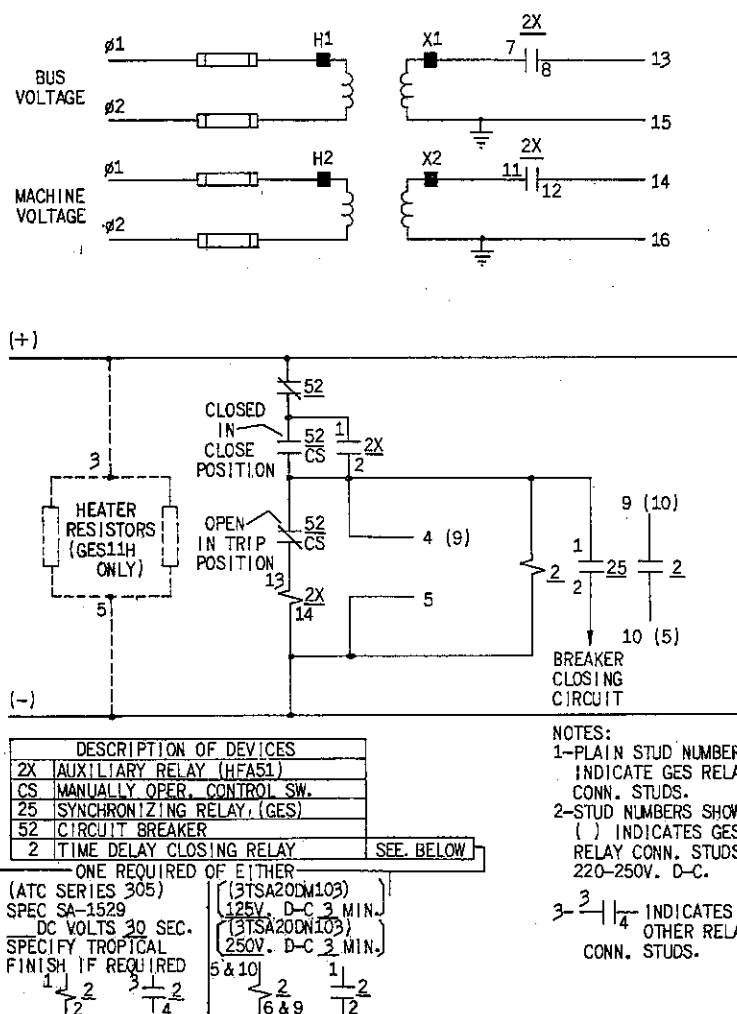 ø1
H1
X1
2X
7
8
13
BUS
VOLTAGE
ø2
15
ø1
H2
X2
2X
11
12
14
MACHINE
VOLTAGE
ø2
16
(+)
52
CLOSED
IN
CLOSE
POSITION
52
CS
1
2X
2
3
HEATER
RESISTORS
(GES11H
ONLY)
5
OPEN
IN TRIP
POSITION
52
CS
4 (9)
13
2X
14
5
2
1
25
2
9 (10)
2
10 (5)
BREAKER
CLOSING
CIRCUIT
(-)
DESCRIPTION OF DEVICES
2X AUXILIARY RELAY (HFA51)
CS MANUALLY OPER. CONTROL SW.
25 SYNCHRONIZING RELAY, (GES)
52 CIRCUIT BREAKER
2 TIME DELAY CLOSING RELAY SEE. BELOW
ONE REQUIRED OF EITHER
(ATC SERIES 305)
SPEC SA-1529
DC VOLTS 30 SEC.
SPECIFY TROPICAL
FINISH IF REQUIRED
1
2
2
3
2
4
(3TSA20DM103)
125V. D-C 3 MIN.
(3TSA20DN103)
250V. D-C 3 MIN.
5 & 10
2
6 & 9
1
2
2
NOTES:
1-PLAIN STUD NUMBER
INDICATE GES RELA
CONN. STUDS.
2-STUD NUMBERS SHOW
( ) INDICATES GES
RELAY CONN. STUDS
220-250V. D-C.
3- 3 4 INDICATES
OTHER RELA
CONN. STUDS.